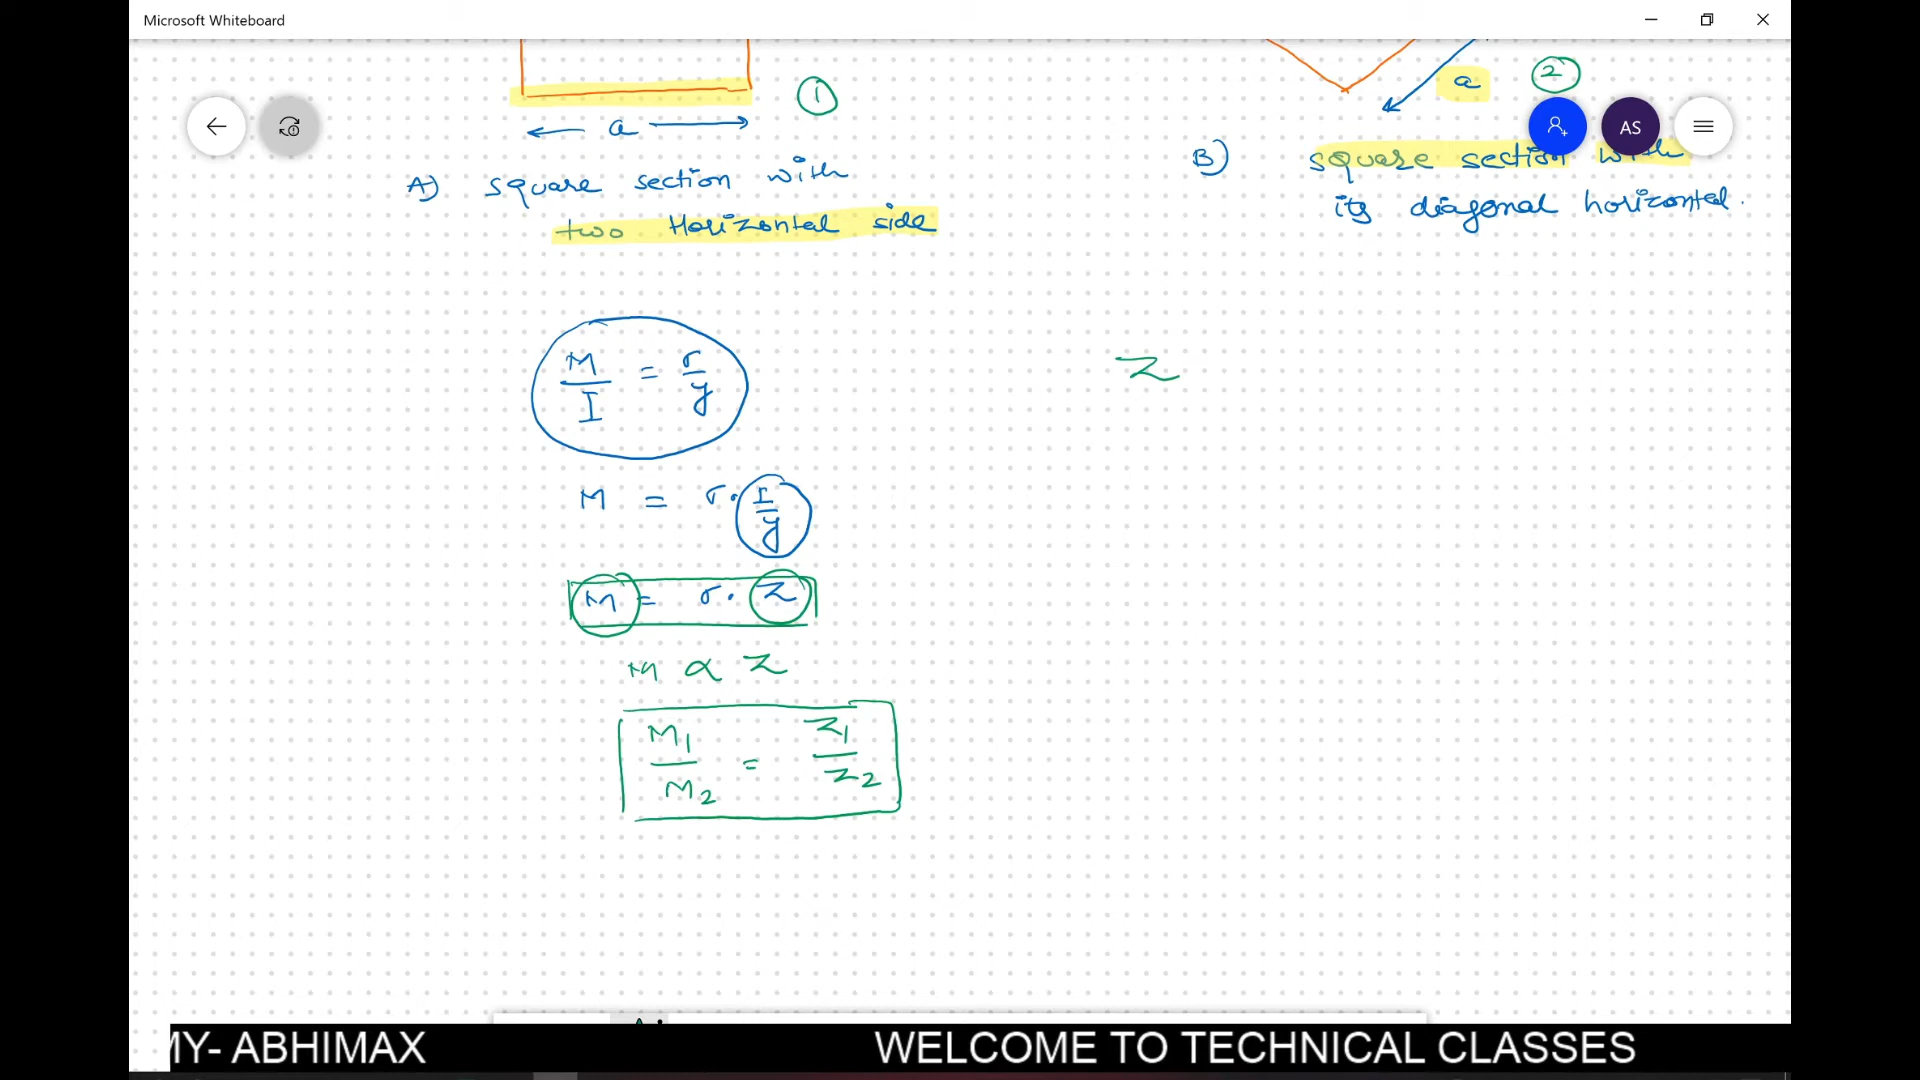 Microsoft Whiteboard
1
a
2
a
AS
A) square section with
two Horizontal side
B) square section with
its diagonal horizontal.
M/I = σ/y
Z
M = σ. I/y
M = σ. Z
M α Z
M1/M2 = Z1/Z2
MY- ABHIMAX WELCOME TO TECHNICAL CLASSES